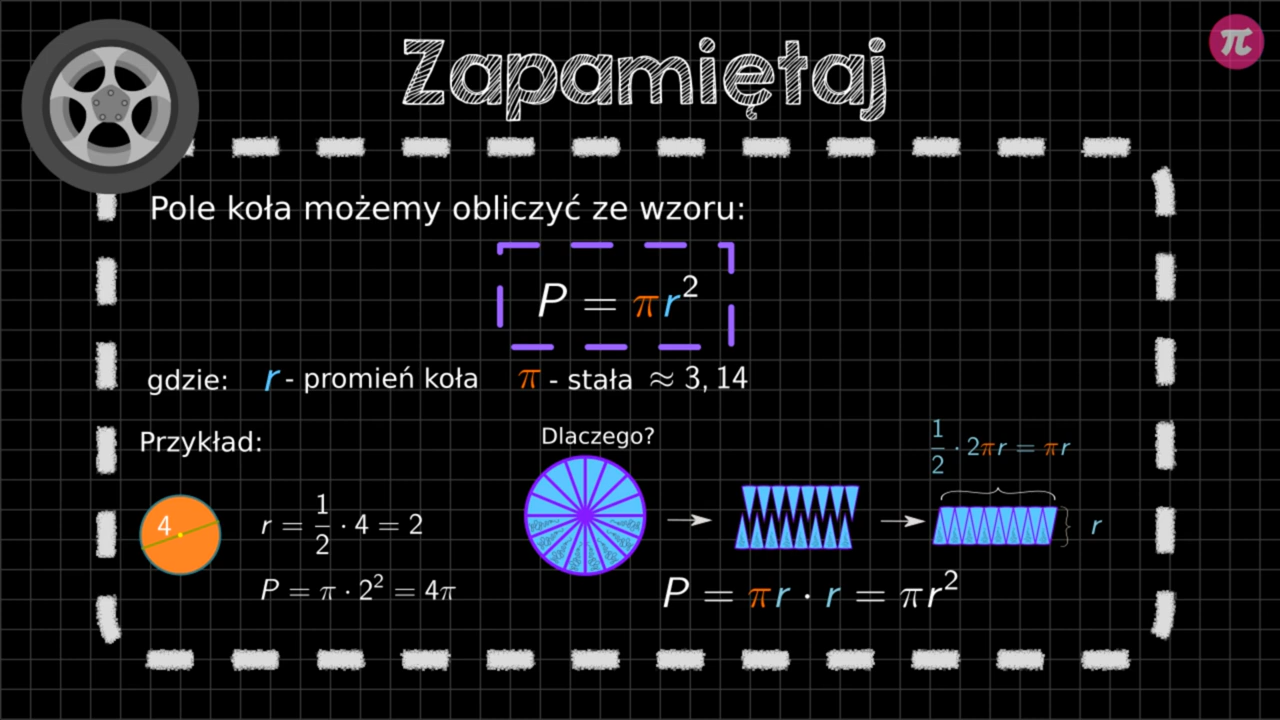 π
Zapamiętaj
Pole koła możemy obliczyć ze wzoru:
P = πr²
gdzie: r - promień koła π - stała ≈ 3, 14
Przykład:
Dlaczego?
1/2 · 2πr = πr
4
r = 1/2 · 4 = 2
r
P = π · 2² = 4π
P = πr · r = πr²